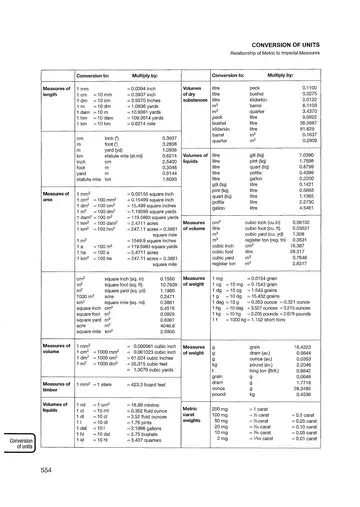 CONVERSION OF UNITS
Relationship of Metric to Imperial Measures
Conversion to: Multiply by:
Measures of length
1 mm = 0.0394 inch
1 cm = 10 mm = 0.3937 inch
1 dm = 10 cm = 3.9370 inches
1 m = 10 dm = 1.0936 yards
1 dam = 10 m = 10.9361 yards
1 hm = 10 dam = 109.3614 yards
1 km = 10 hm = 0.6214 mile
cm inch (") 0.3937
m foot (') 3.2808
m yard (yd) 1.0936
km statute mile (st.mi) 0.6214
inch cm 2.5400
foot m 0.3048
yard m 0.9144
statute mile km 1.6093
Measures of area
1 mm² = 0.00155 square inch
1 cm² = 100 mm² = 0.15499 square inch
1 dm² = 100 cm² = 15.499 square inches
1 m² = 100 dm² = 1.19599 square yards
1 dam² = 100 m² = 119.5993 square yards
1 hm² = 100 dam² = 2.4711 acres
1 km² = 100 hm² = 247.11 acres = 0.3861 square mile
1 m² = 1549.9 square inches
1 a = 100 m² = 119.5993 square yards
1 ha = 100 a = 2.4711 acres
1 km² = 100 ha = 247.11 acres = 0.3861 square mile
cm² square inch (sq. in) 0.1550
m² square foot (sq. ft) 10.7639
m² square yard (sq. yd) 1.1960
1000 m² acre 0.2471
km² square mile (sq. mi) 0.3861
square inch cm² 6.4516
square foot m² 0.0929
square yard m² 0.8361
acre m² 4046.8
square mile km² 2.5900
Measures of volume
1 mm³ = 0.000061 cubic inch
1 cm³ = 1000 mm³ = 0.061023 cubic inch
1 dm³ = 1000 cm³ = 61.024 cubic inches
1 m³ = 1000 dm³ = 35.315 cubic feet
= 1.3079 cubic yards
Measures of timber
1 mm³ = 1 stere = 423.3 board feet
Volumes of liquids
1 ml = 1 cm³ = 16.89 minims
1 cl = 10 ml = 0.352 fluid ounce
1 dl = 10 cl = 3.52 fluid ounces
1 l = 10 dl = 1.76 pints
1 dal = 10 l = 2.1998 gallons
1 hl = 10 dal = 2.75 bushels
1 kl = 10 hl = 3.437 quarters
Conversion to: Multiply by:
Volumes of dry substances
litre peck 0.1100
litre bushel 0.0275
litre kilderkin 0.0122
m³ barrel 6.1103
m³ quarter 3.4370
peck litre 9.0922
bushel litre 36.3687
kilderkin litre 81.829
barrel m³ 0.1637
quarter m³ 0.2909
Volumes of liquids
litre gill (lig) 7.0390
litre pint (lig) 1.7598
litre quart (lig) 0.8799
litre pottle 0.4399
litre gallon 0.2200
gill (lig) litre 0.1421
pint (lig) litre 0.5683
quart (lig) litre 1.1365
pottle litre 2.2730
gallon litre 4.5461
Measures of volume
cm³ cubic inch (cu.in) 0.06102
litre cubic foot (cu. ft) 0.03531
m³ cubic yard (cu. yd) 1.308
m³ register ton (reg. tn) 0.3531
cubic inch cm³ 16.387
cubic foot litre 28.317
cubic yard m³ 0.7646
register ton m³ 2.8317
Measures of weight
1 mg = 0.0154 grain
1 cg = 10 mg = 0.1543 grain
1 dg = 10 cg = 1.543 grains
1 g = 10 dg = 15.432 grains
1 dag = 10 g = 0.353 ounce
1 hg = 10 dag = 3.527 ounces
1 kg = 10 hg = 2.205 pounds
1 t = 1000 kg = 1.102 short tons
Measures of weight
g grain 15.4323
g dram (av.) 0.5644
g ounce (av.) 0.0353
kg pound (av.) 2.2046
t long ton (Brit.) 0.9842
grain g 0.0648
dram g 1.7718
ounce g 28.3495
pound kg 0.4536
Metric carat weights
200 mg = 1 carat
100 mg = ½ carat = 0.5 carat
50 mg = ¼ carat = 0.25 carat
20 mg = ¹⁄₁₀ carat = 0.10 carat
10 mg = ¹⁄₂₀ carat = 0.05 carat
2 mg = ¹⁄₁₀₀ carat = 0.01 carat
Conversion of units
554